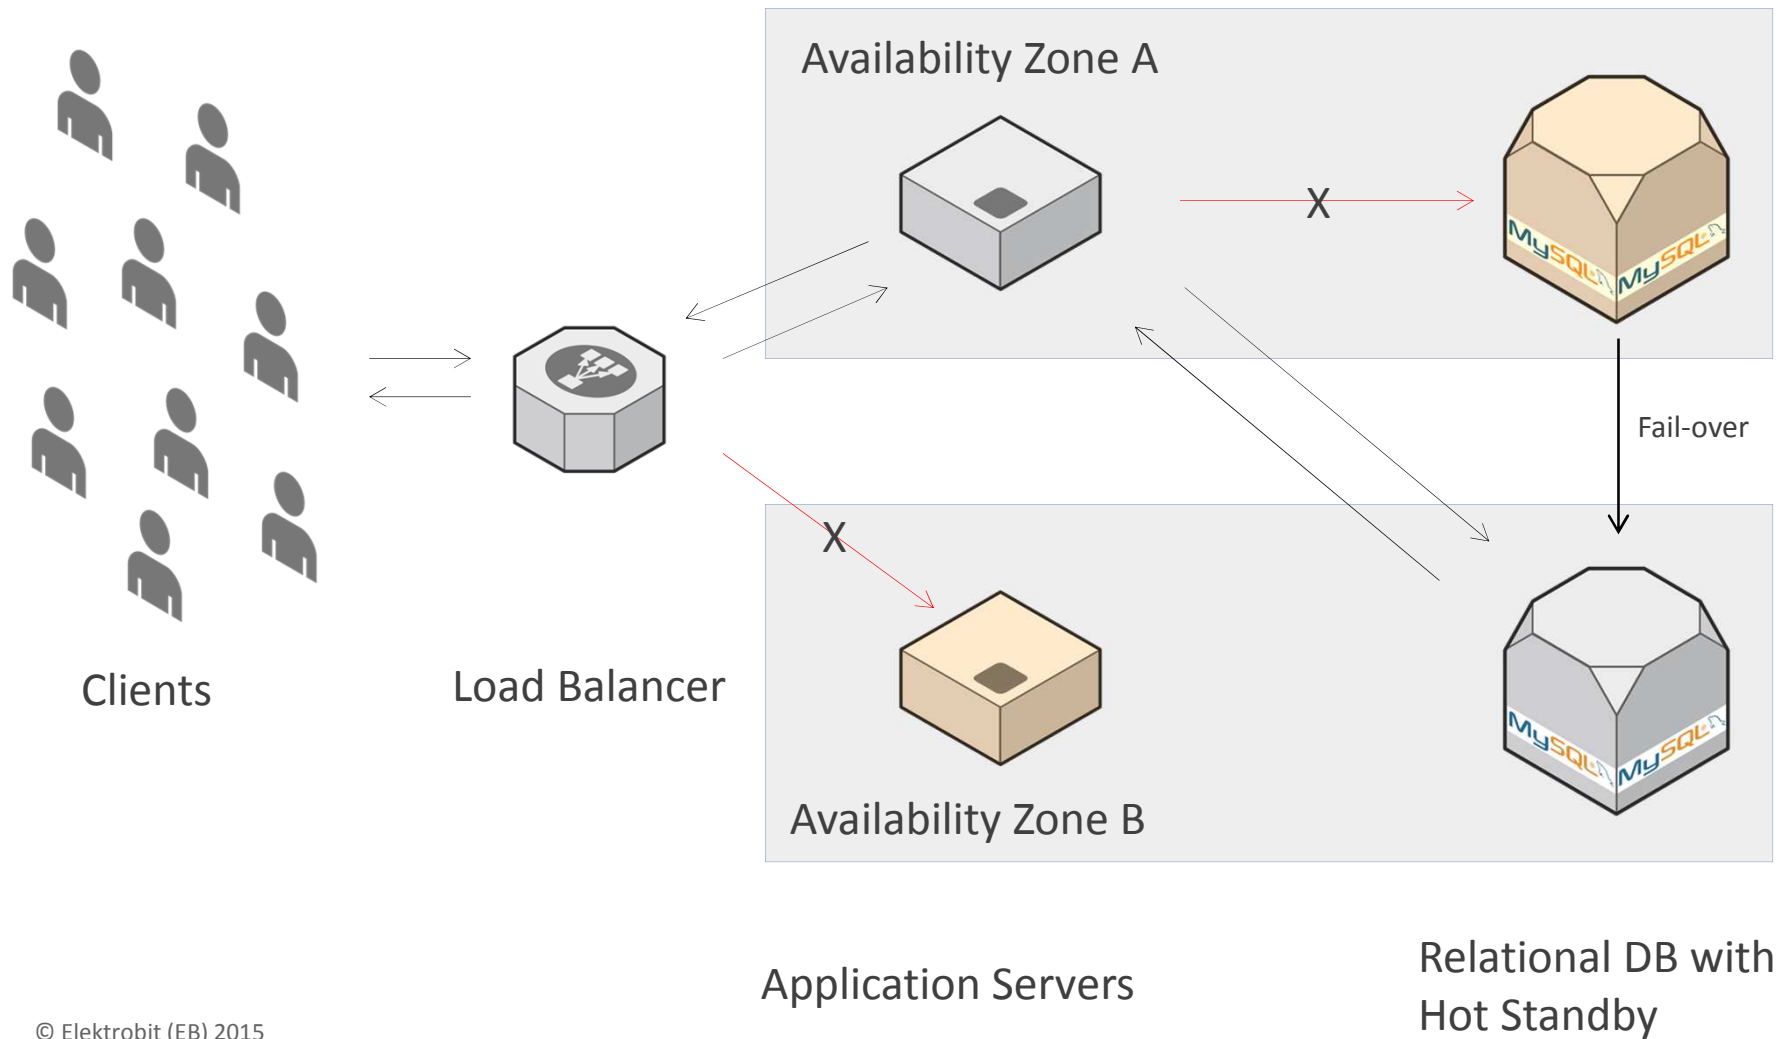 Availability Zone A
X
MySQL
MySQL
Fail-over
X
MySQL
MySQL
Clients
Load Balancer
Availability Zone B
Application Servers
Relational DB with
Hot Standby
© Elektrobit (EB) 2015